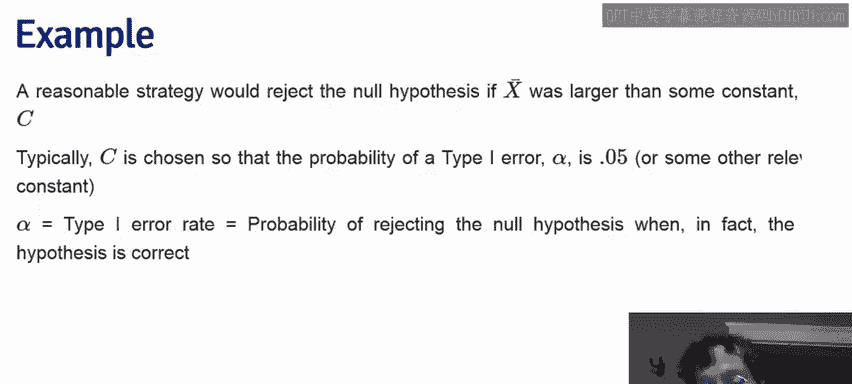 Example
A reasonable strategy would reject the null hypothesis if X̄ was larger than some constant,
C
Typically, C is chosen so that the probability of a Type I error, α, is .05 (or some other
constant)
α = Type I error rate = Probability of rejecting the null hypothesis when, in fact, the
hypothesis is correct